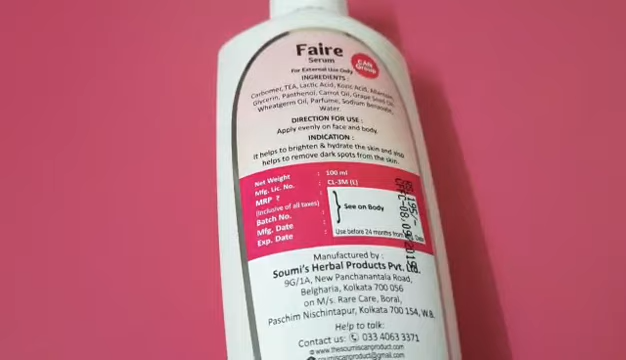 Faire
Serum
CAN
Group
For External Use Only
INGREDIENTS :
Carbomer, TEA, Lactic Acid, Kojic Acid, Allantoin,
Glycerin, Panthenol, Carrot Oil, Grape Seed Oil,
Wheatgerm Oil, Parfume, Sodium Benzoate,
Water.
DIRECTION FOR USE :
Apply evenly on face and body.
INDICATION :
It helps to brighten & hydrate the skin and also
helps to remove dark spots from the skin.
Net Weight : 100 ml
Mfg. Lic. No. : CL-3M (L)
MRP ₹ :
(Inclusive of all taxes)
Batch No. :
Mfg. Date :
Exp. Date :
See on Body
Use before 24 months from
Manufactured by :
Soumi's Herbal Products Pvt.
9G/1A, New Panchanantala Road,
Belgharia, Kolkata 700 056
on M/s. Rare Care, Boral,
Paschim Nischintapur, Kolkata 700 154, W.B.
Help to talk:
Contact us: 033 4063 3371
www.thesoumiscanproduct.com
soumiscanproduct@gmail.com